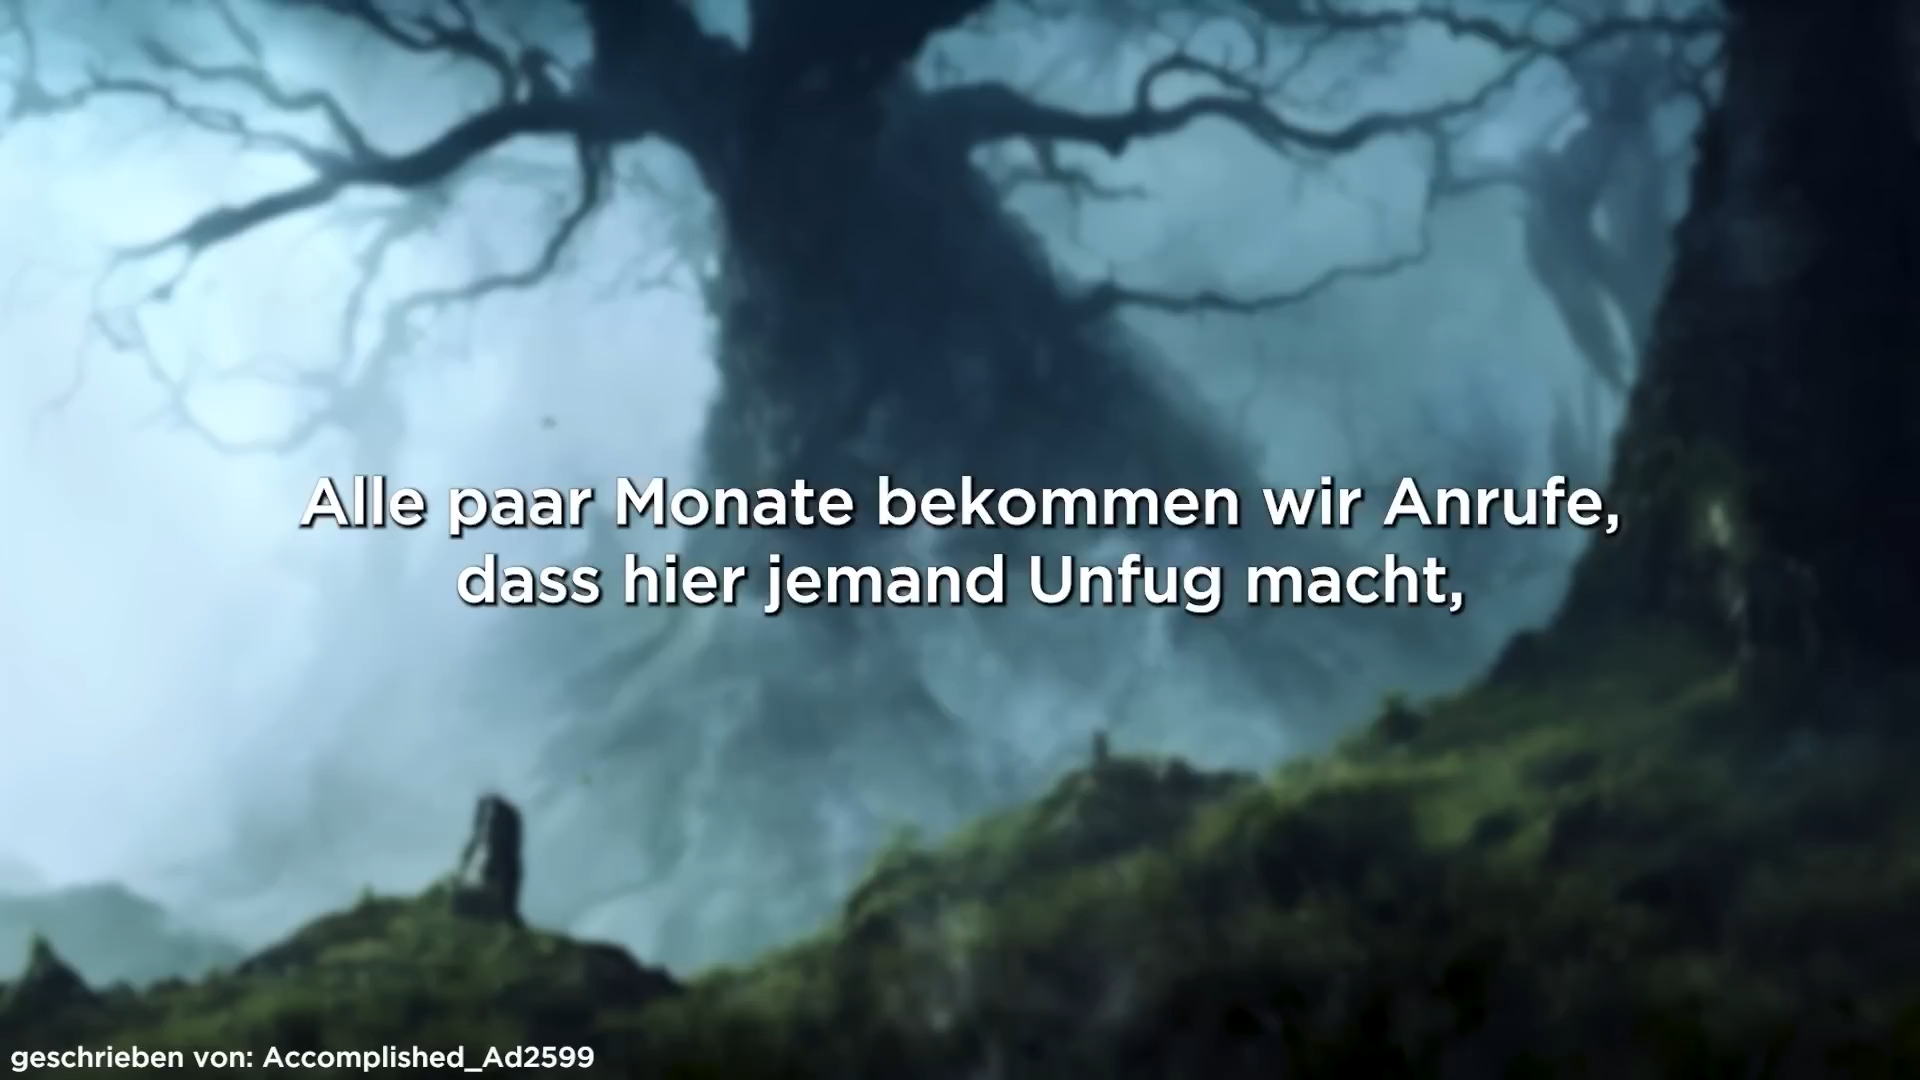 Alle paar Monate bekommen wir Anrufe,
dass hier jemand Unfug macht,
geschrieben von: Accomplished_Ad2599